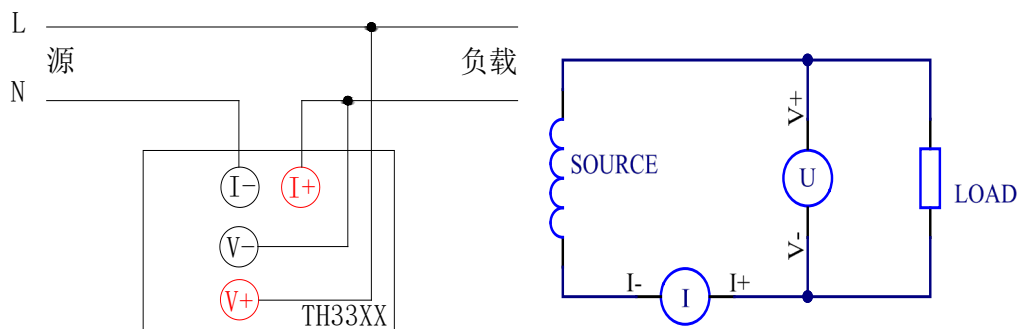 L
源 负载
N
I- I+
V-
V+
TH33XX
V+
SOURCE
U
LOAD
V-
I- I I+